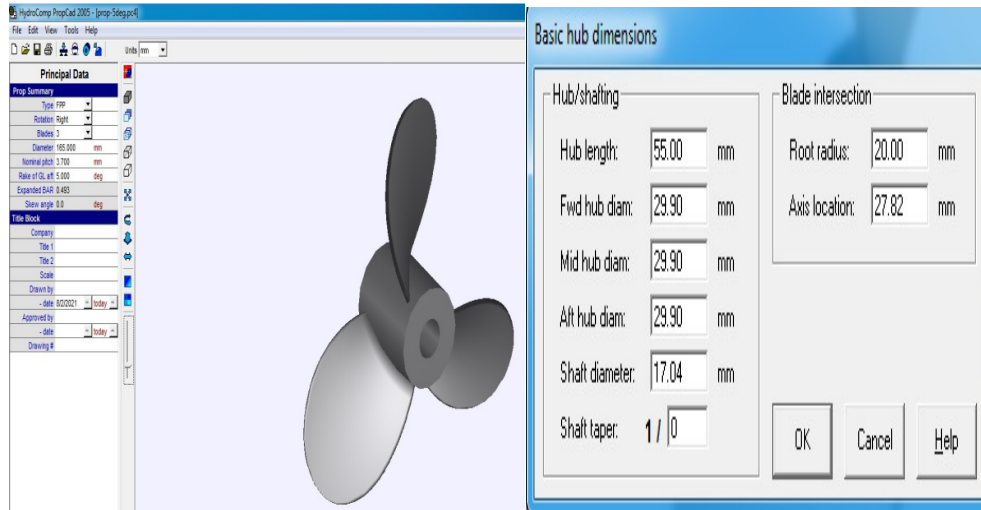 HydroComp PropCad 2005 - [prop-5deg.pc4]
File Edit View Tools Help
Units mm
Principal Data
Prop Summary
Type FPP
Rotation Right
Blades 3
Diameter 165.000 mm
Nominal pitch 3.700 mm
Rake of GL aft 5.000 deg
Expanded BAR 0.493
Skew angle 0.0 deg
Title Block
Company
Title 1
Title 2
Scale
Drawn by
- date 8/2/2021 today
Approved by
- date today
Drawing #
Basic hub dimensions
Hub/shafting
Hub length: 55.00 mm
Fwd hub diam: 29.90 mm
Mid hub diam: 29.90 mm
Aft hub diam: 29.90 mm
Shaft diameter: 17.04 mm
Shaft taper: 1 / 0
Blade intersection
Root radius: 20.00 mm
Axis location: 27.82 mm
OK Cancel Help